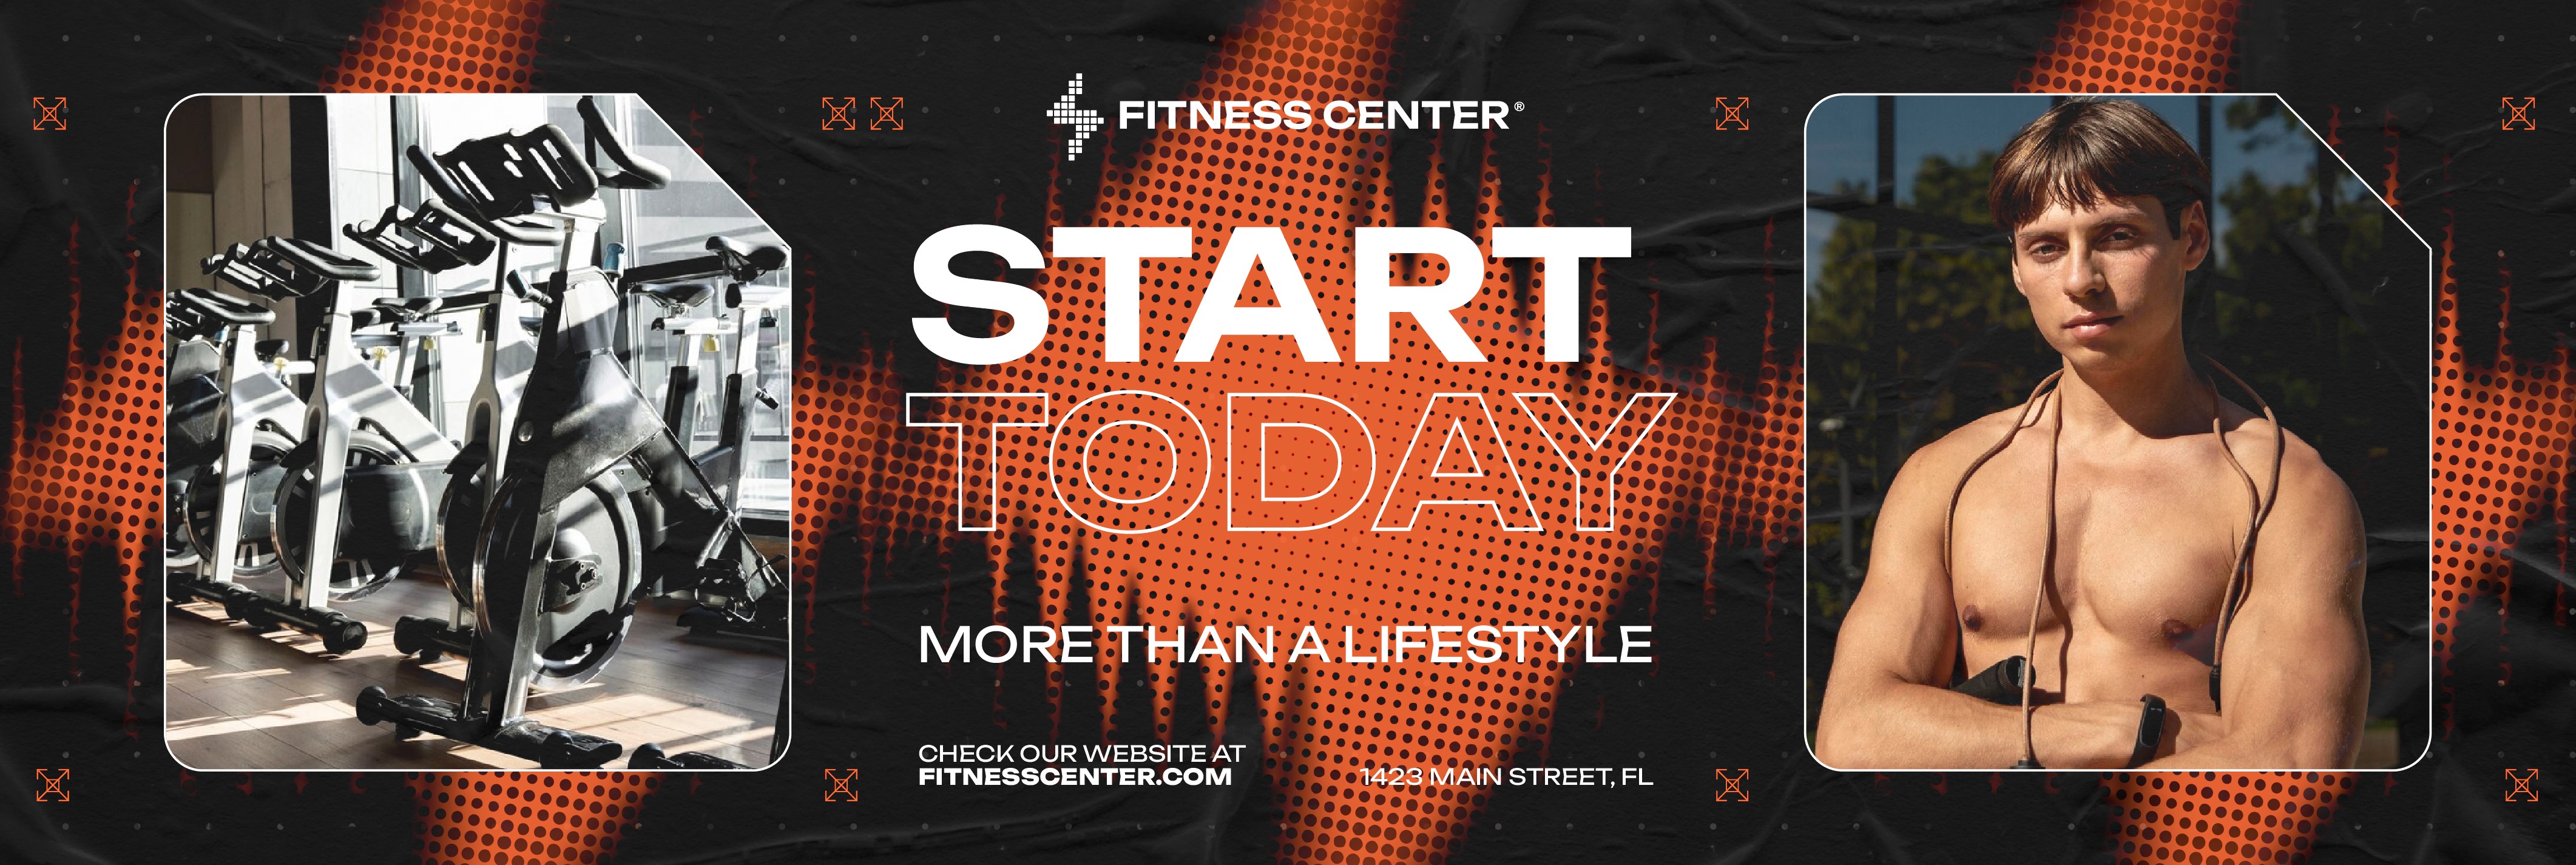 FITNESS CENTER®
START
TODAY
MORE THAN A LIFESTYLE
CHECK OUR WEBSITE AT
FITNESSCENTER.COM
1423 MAIN STREET, FL